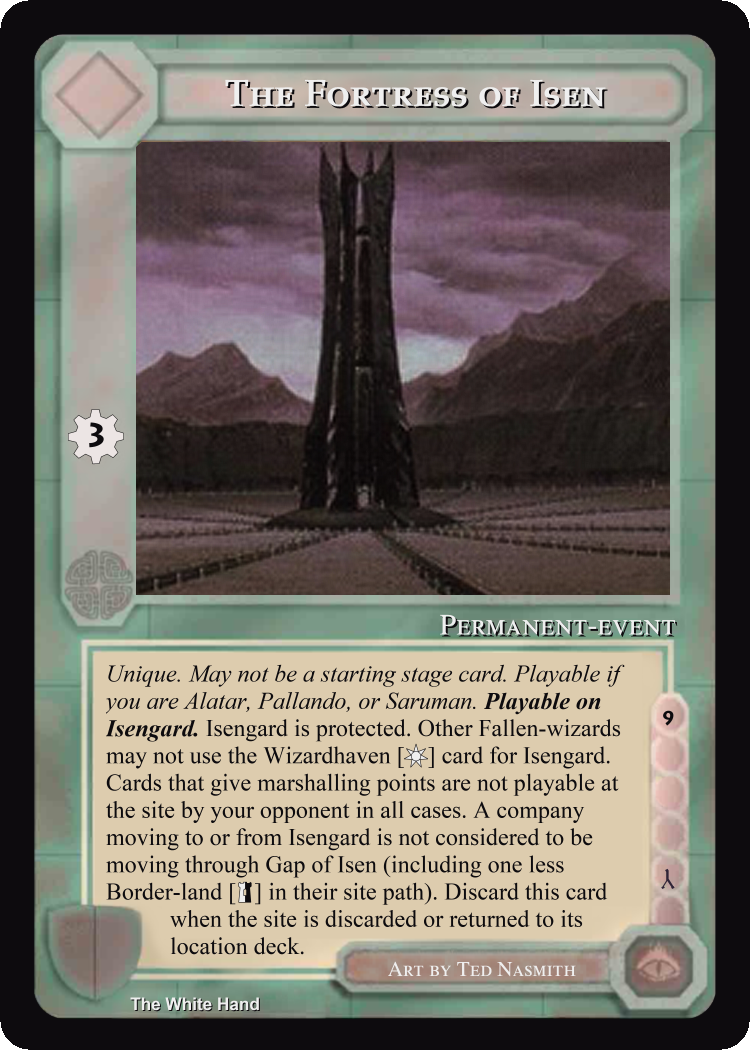 The Fortress of Isen
3
Permanent-event
Unique. May not be a starting stage card. Playable if
you are Alatar, Pallando, or Saruman. Playable on
Isengard. Isengard is protected. Other Fallen-wizards
may not use the Wizardhaven [] card for Isengard.
Cards that give marshalling points are not playable at
the site by your opponent in all cases. A company
moving to or from Isengard is not considered to be
moving through Gap of Isen (including one less
Border-land [] in their site path). Discard this card
when the site is discarded or returned to its
location deck.
9
Art by Ted Nasmith
The White Hand